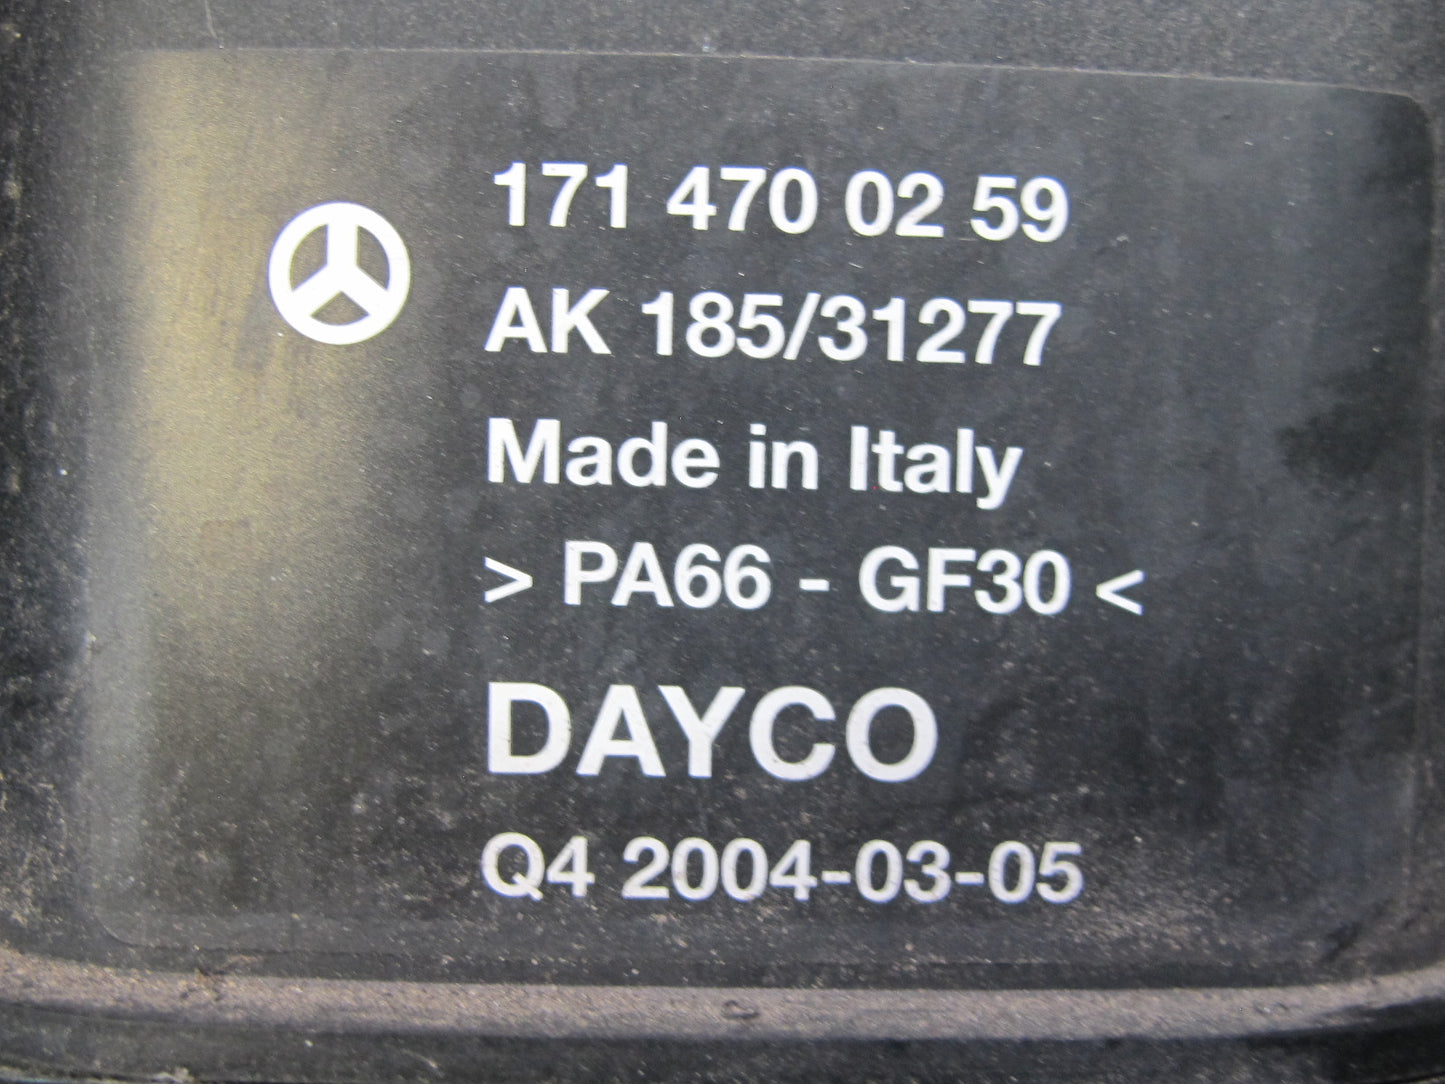 171 470 02 59
AK 185/31277
Made in Italy
> PA66 - GF30 <
DAYCO
Q4 2004-03-05